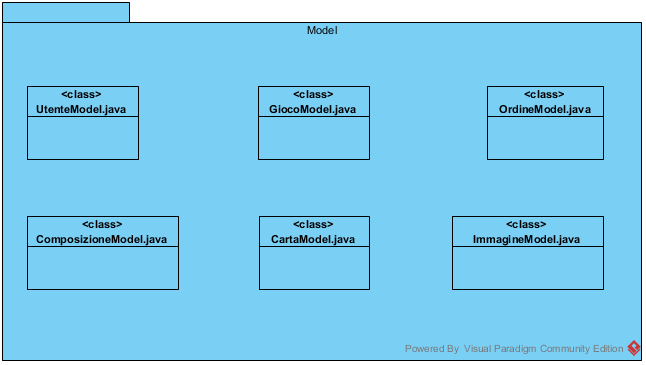 Model
<class>
UtenteModel.java
<class>
GiocoModel.java
<class>
OrdineModel.java
<class>
ComposizioneModel.java
<class>
CartaModel.java
<class>
ImmagineModel.java
Powered By Visual Paradigm Community Edition